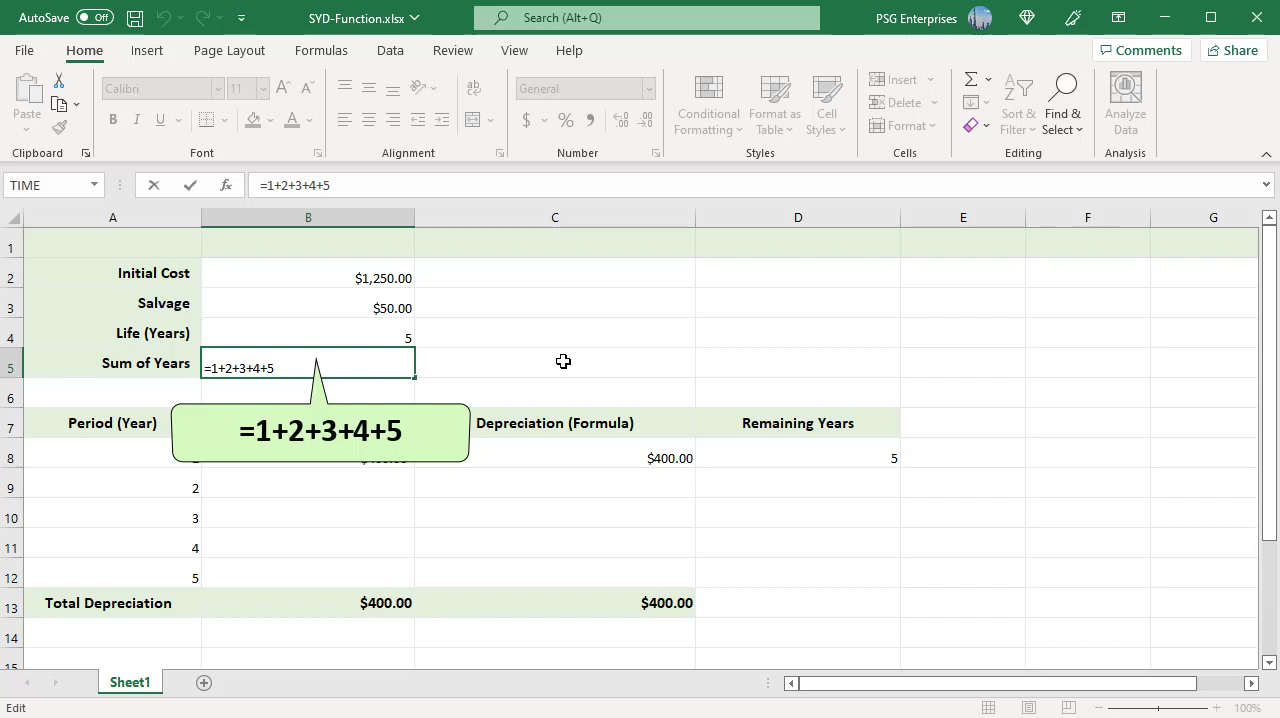 AutoSave Off SYD-Function.xlsx Search (Alt+Q) PSG Enterprises
File Home Insert Page Layout Formulas Data Review View Help Comments Share
Paste Calibri 11 General Conditional Formatting Format as Table Cell Styles Insert Delete Format Sort & Filter Find & Select Analyze Data
Clipboard Font Alignment Number Styles Cells Editing Analysis
TIME fx =1+2+3+4+5
A B C D E F G
1
2 Initial Cost $1,250.00
3 Salvage $50.00
4 Life (Years) 5
5 Sum of Years =1+2+3+4+5
6
=1+2+3+4+5
7 Period (Year) Depreciation (Formula) Remaining Years
8 $400.00 5
9 2
10 3
11 4
12 5
13 Total Depreciation $400.00 $400.00
14
15
Sheet1
Edit 100%